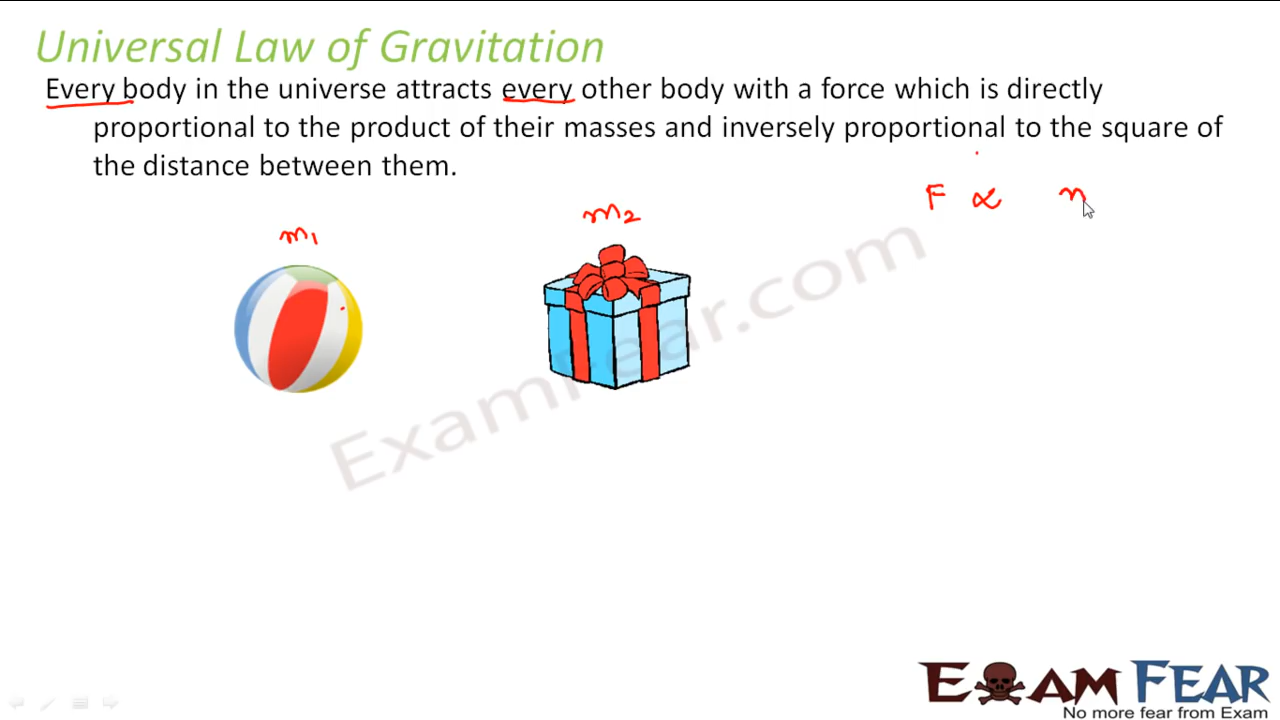 Universal Law of Gravitation
Every body in the universe attracts every other body with a force which is directly
proportional to the product of their masses and inversely proportional to the square of
the distance between them.
F ∝
m₁
m₂
Examfear.com
EXAM FEAR
No more fear from Exam